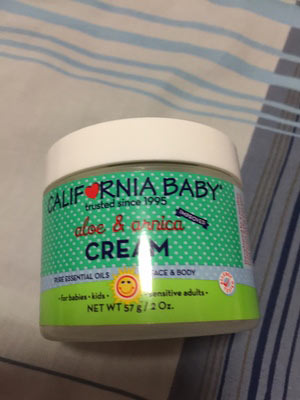 CALIFORNIA BABY®
trusted since 1995
IMPROVED
aloe & arnica
CREAM
PURE ESSENTIAL OILS FACE & BODY
• for babies • kids • sensitive adults •
NET WT 57g / 2 Oz.